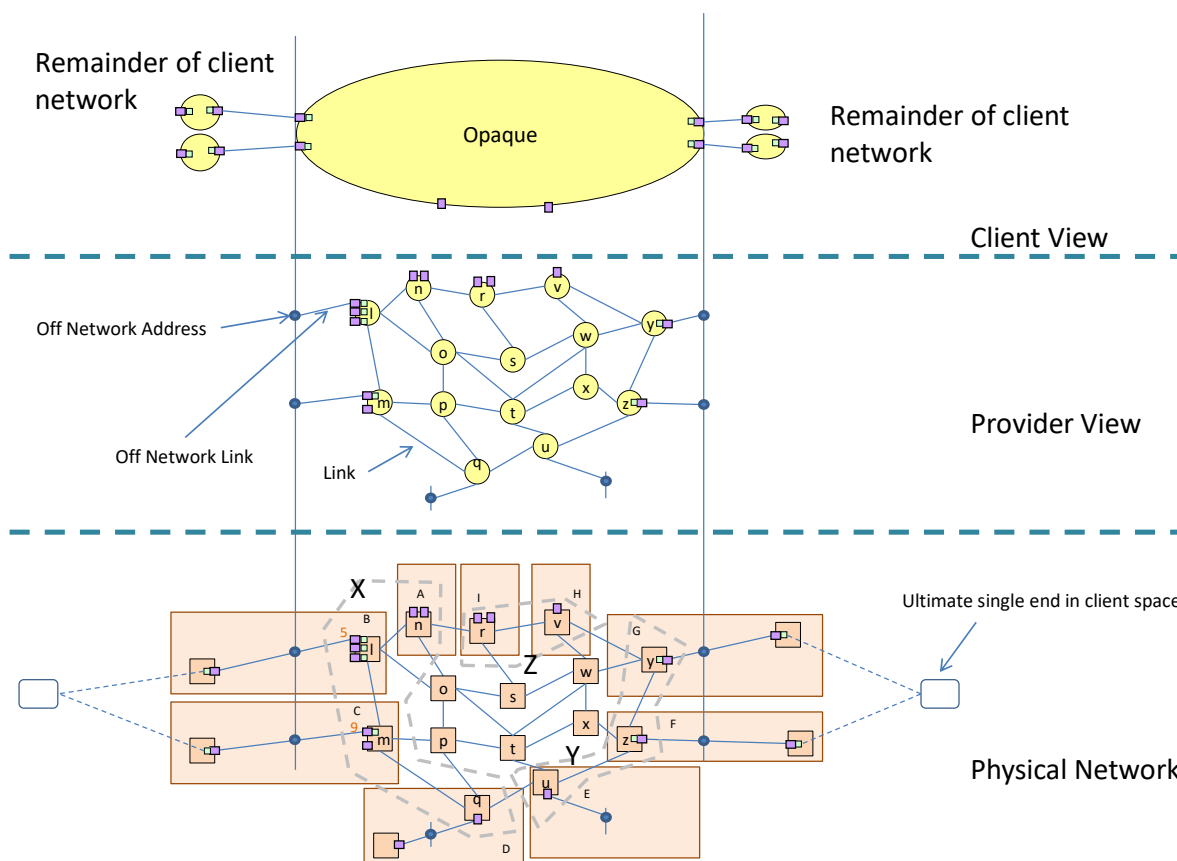 Remainder of client
network
Opaque
Remainder of client
network
Client View
Off Network Address
n
r
v
l
y
w
o
s
x
m
p
t
z
Provider View
u
Off Network Link
Link
q
X
A
I
H
Ultimate single end in client space
B
5
n
r
v
G
l
Z
y
w
o
s
C
9
F
m
p
t
x
z
Y
Physical Network
u
E
q
D